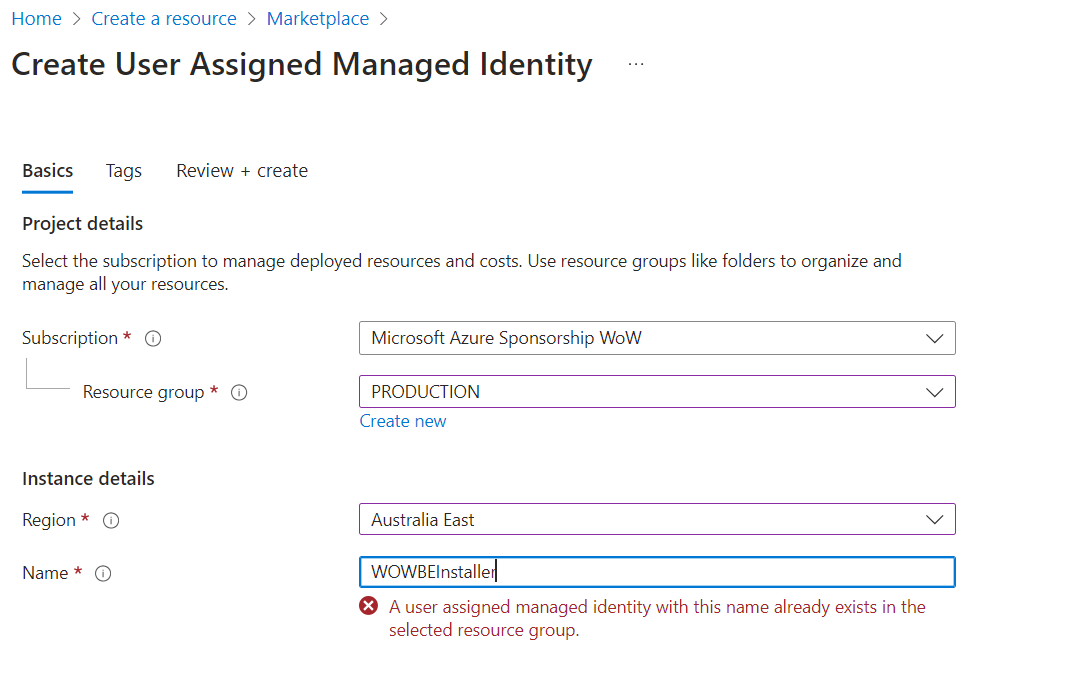 Home > Create a resource > Marketplace >
Create User Assigned Managed Identity ...
Basics Tags Review + create
Project details
Select the subscription to manage deployed resources and costs. Use resource groups like folders to organize and
manage all your resources.
Subscription * Microsoft Azure Sponsorship WoW
Resource group * PRODUCTION
Create new
Instance details
Region * Australia East
Name * WOWBEInstaller
A user assigned managed identity with this name already exists in the
selected resource group.